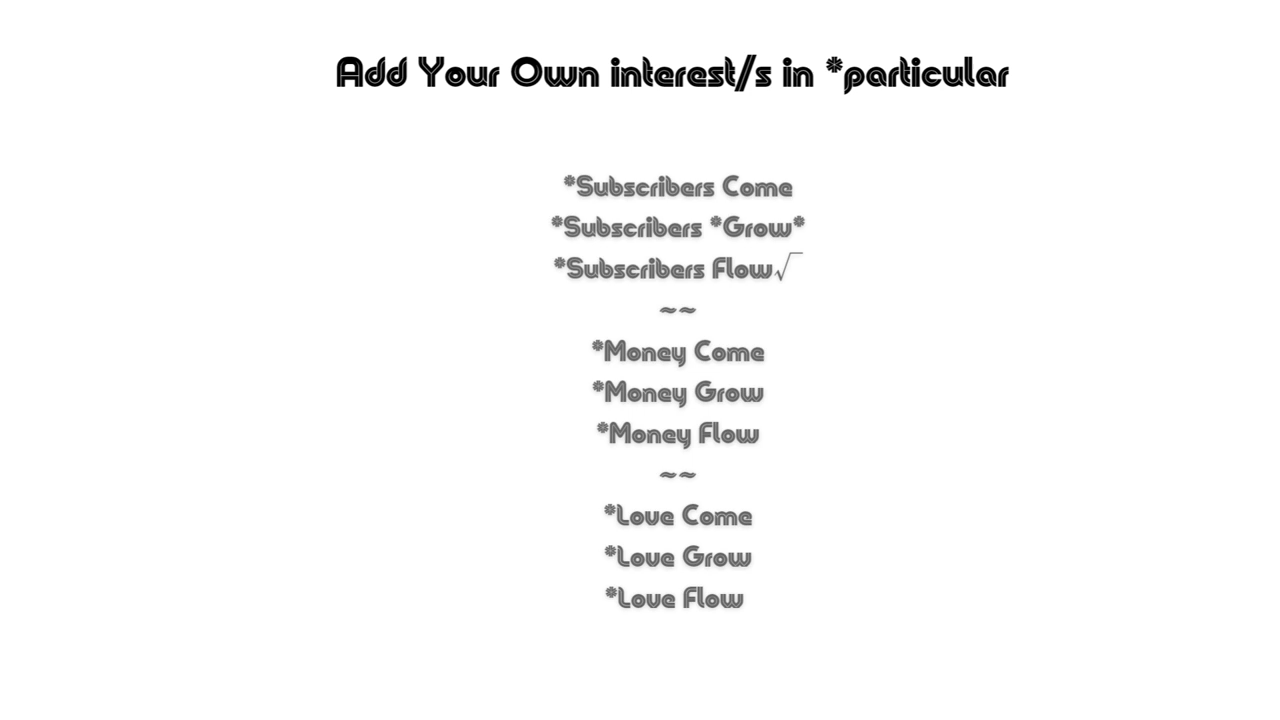 Add Your Own interest/s in *particular
*Subscribers Come
*Subscribers *Grow*
*Subscribers Flow√
~~
*Money Come
*Money Grow
*Money Flow
~~
*Love Come
*Love Grow
*Love Flow